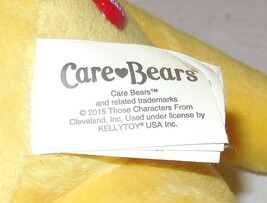 Care♥Bears™
Care Bears™
and related trademarks
© 2015 Those Characters From
Cleveland, Inc. Used under license by
KELLYTOY® USA Inc.